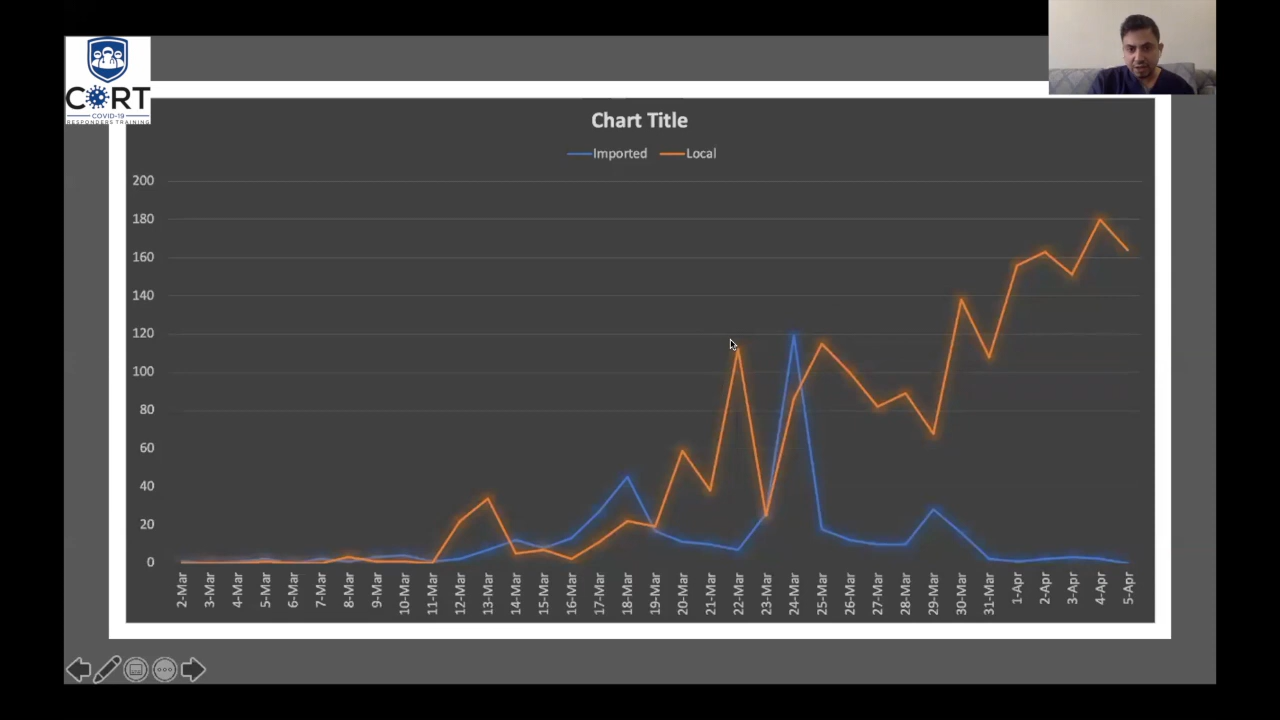 CORT
COVID-19
RESPONDERS TRAINING
Chart Title
Imported Local
200
180
160
140
120
100
80
60
40
20
0
2-Mar
3-Mar
4-Mar
5-Mar
6-Mar
7-Mar
8-Mar
9-Mar
10-Mar
11-Mar
12-Mar
13-Mar
14-Mar
15-Mar
16-Mar
17-Mar
18-Mar
19-Mar
20-Mar
21-Mar
22-Mar
23-Mar
24-Mar
25-Mar
26-Mar
27-Mar
28-Mar
29-Mar
30-Mar
31-Mar
1-Apr
2-Apr
3-Apr
4-Apr
5-Apr